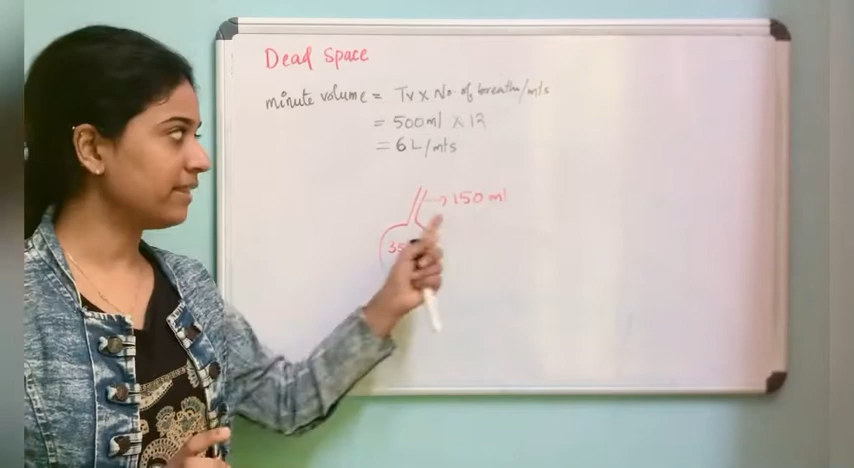 Dead Space
minute volume = Tv x No. of breaths/mts
= 500ml x 12
= 6 L/mts
150 ml